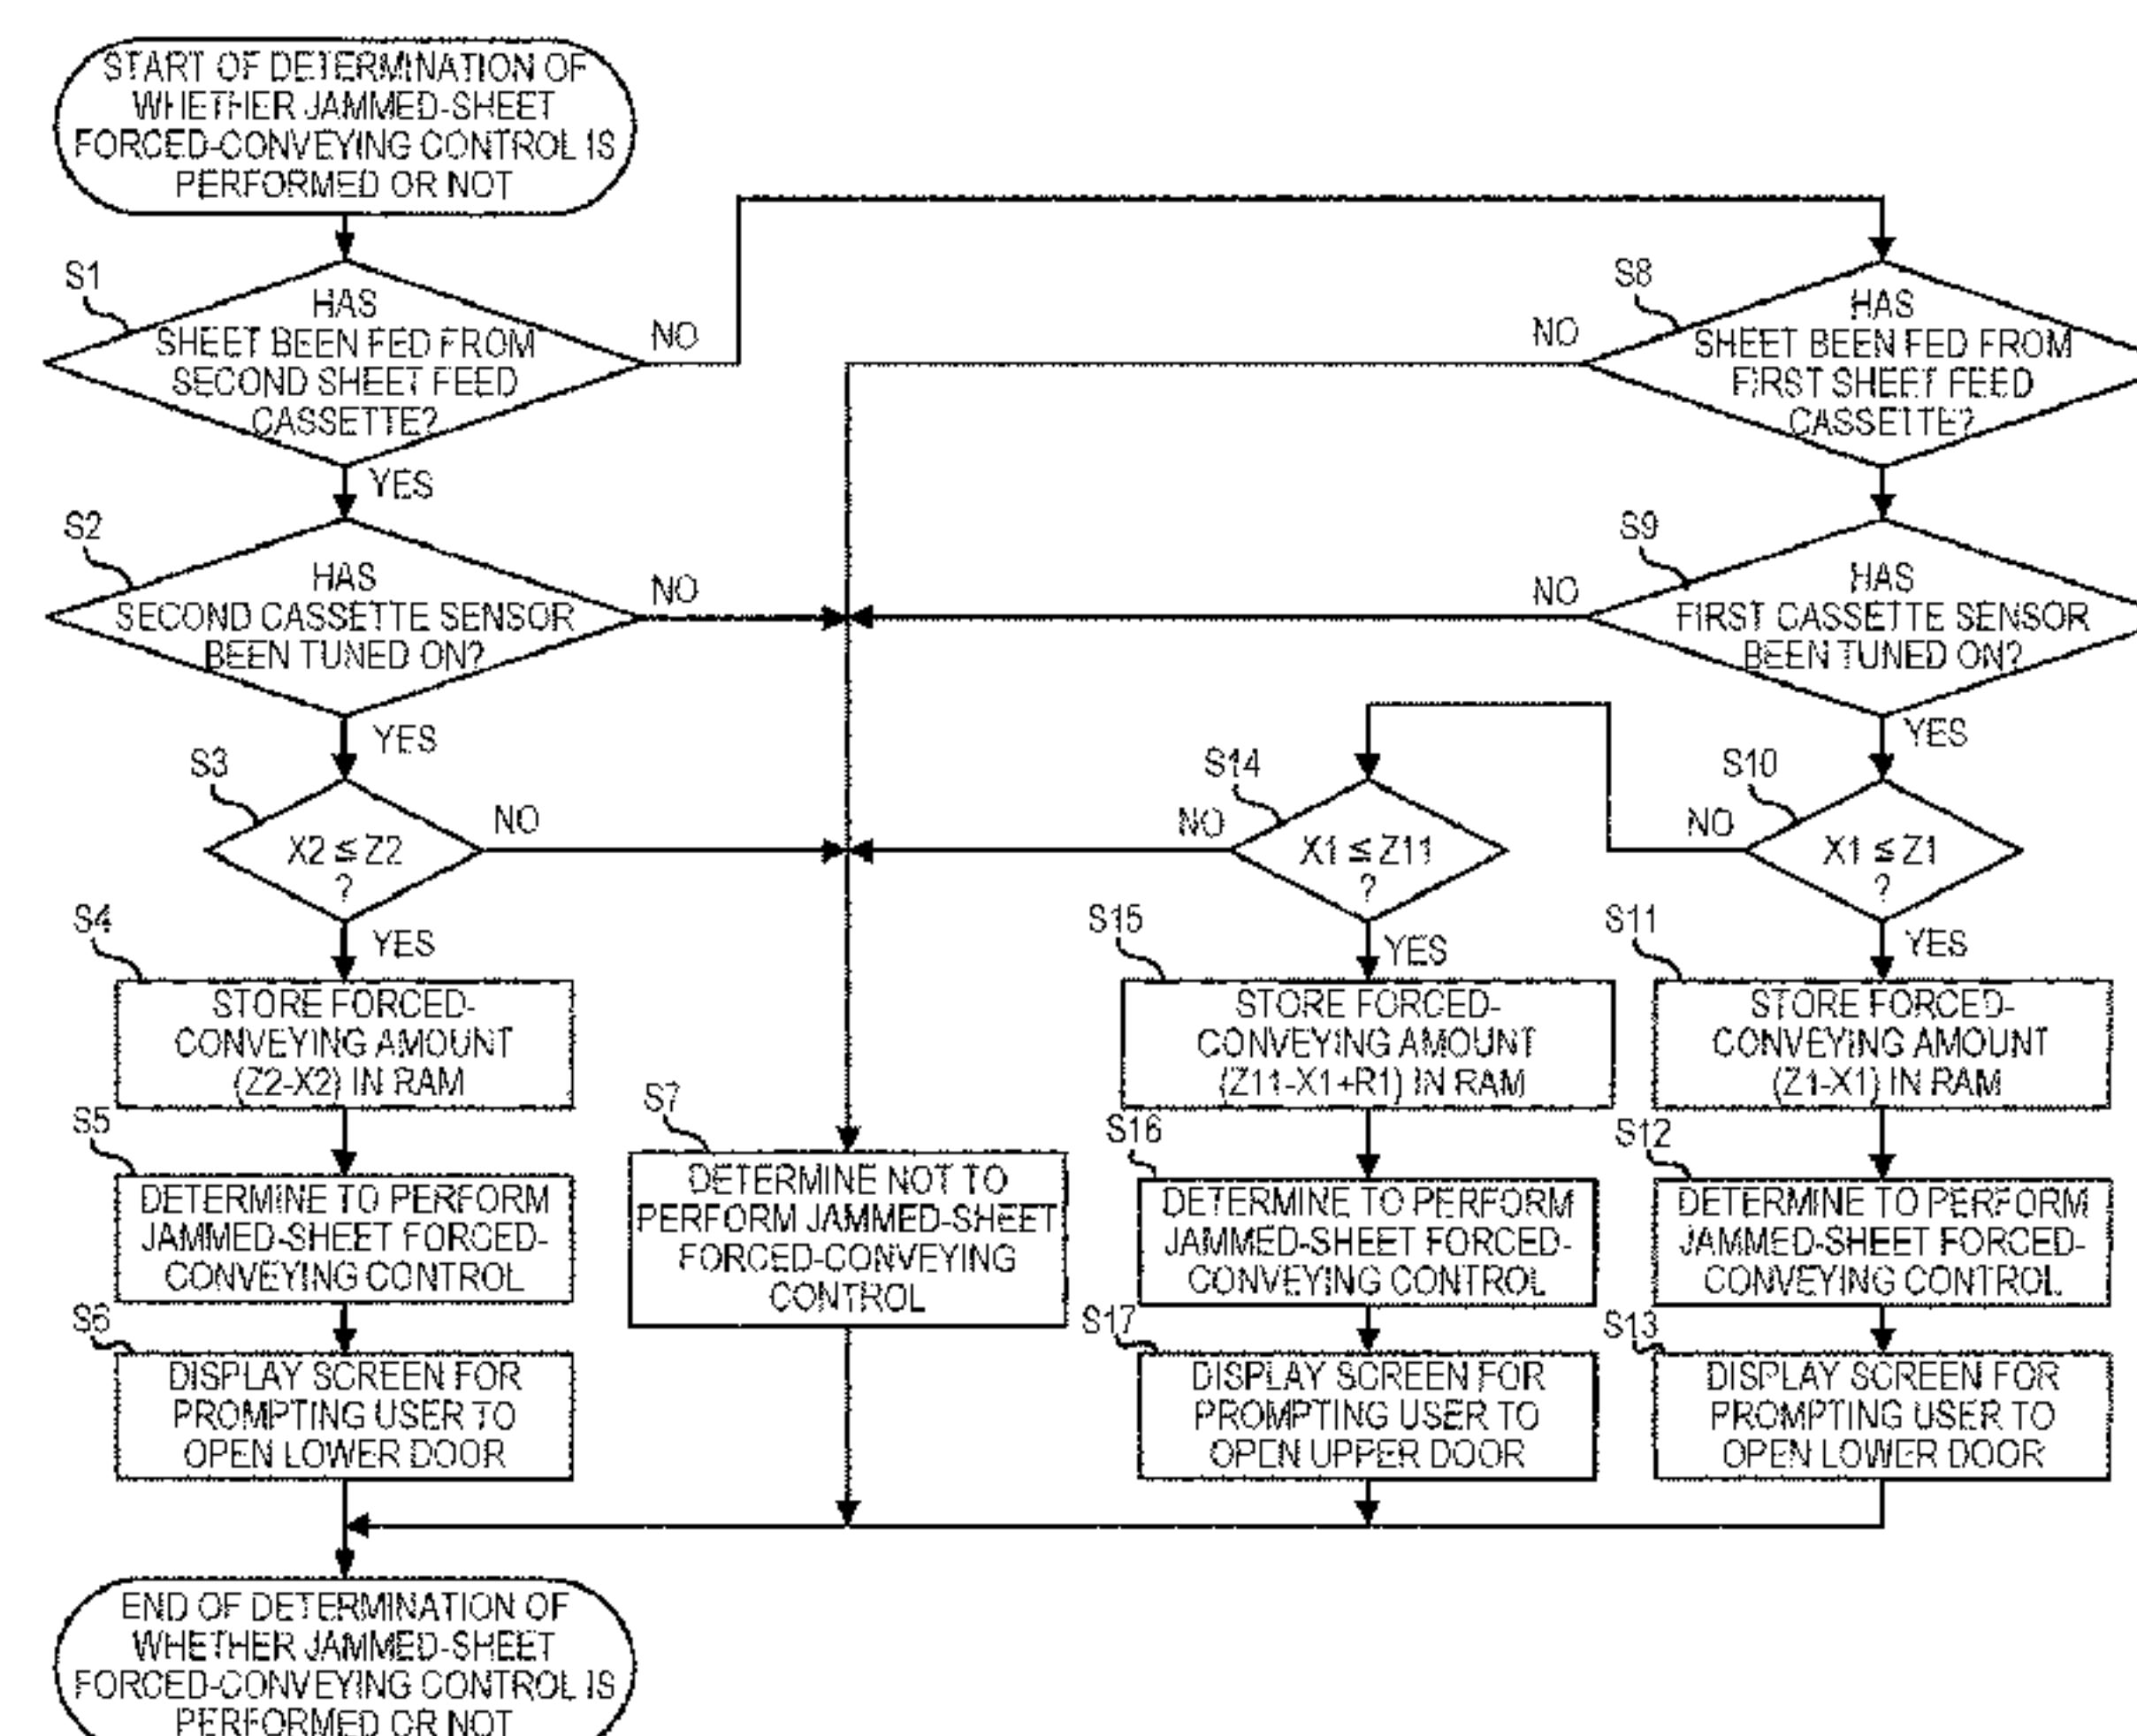 START OF DETERMINATION OF
WHETHER JAMMED-SHEET
FORCED-CONVEYING CONTROL IS
PERFORMED OR NOT
S1
HAS
SHEET BEEN FED FROM
SECOND SHEET FEED
CASSETTE?
NO
YES
S2
HAS
SECOND CASSETTE SENSOR
BEEN TUNED ON?
NO
YES
S3
X2 ≤ Z2
?
NO
YES
S4
STORE FORCED-
CONVEYING AMOUNT
(Z2-X2) IN RAM
S5
DETERMINE TO PERFORM
JAMMED-SHEET FORCED-
CONVEYING CONTROL
S6
DISPLAY SCREEN FOR
PROMPTING USER TO
OPEN LOWER DOOR
S7
DETERMINE NOT TO
PERFORM JAMMED-SHEET
FORCED-CONVEYING
CONTROL
S8
HAS
SHEET BEEN FED FROM
FIRST SHEET FEED
CASSETTE?
NO
S9
HAS
FIRST CASSETTE SENSOR
BEEN TUNED ON?
NO
YES
S10
X1 ≤ Z1
?
NO
YES
S11
STORE FORCED-
CONVEYING AMOUNT
(Z1-X1) IN RAM
S12
DETERMINE TO PERFORM
JAMMED-SHEET FORCED-
CONVEYING CONTROL
S13
DISPLAY SCREEN FOR
PROMPTING USER TO
OPEN LOWER DOOR
S14
X1 ≤ Z11
?
NO
YES
S15
STORE FORCED-
CONVEYING AMOUNT
(Z11-X1+R1) IN RAM
S16
DETERMINE TO PERFORM
JAMMED-SHEET FORCED-
CONVEYING CONTROL
S17
DISPLAY SCREEN FOR
PROMPTING USER TO
OPEN UPPER DOOR
END OF DETERMINATION OF
WHETHER JAMMED-SHEET
FORCED-CONVEYING CONTROL IS
PERFORMED OR NOT